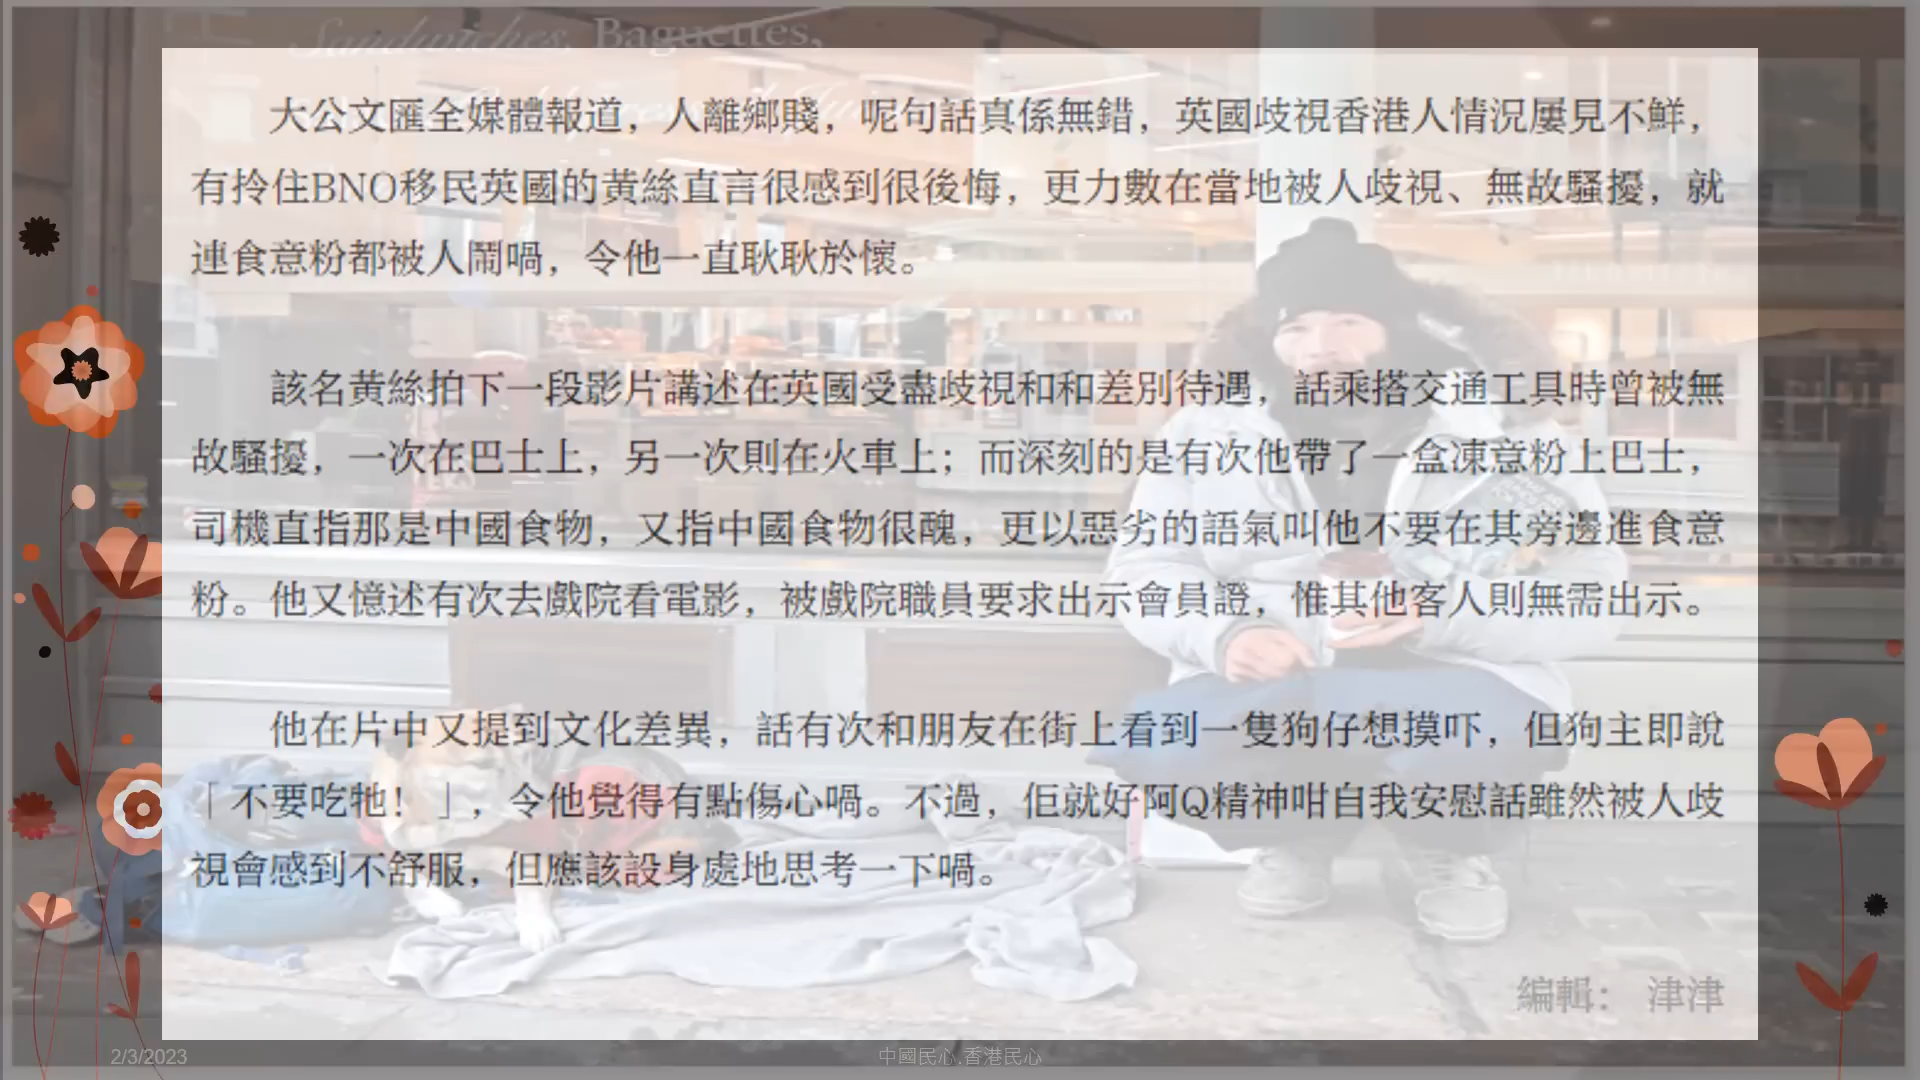 Sandwiches, Baguettes,
大公文匯全媒體報道，人離鄉賤，呢句話真係無錯，英國歧視香港人情況屢見不鮮，
有拎住BNO移民英國的黃絲直言很感到很後悔，更力數在當地被人歧視、無故騷擾，就
連食意粉都被人鬧喎，令他一直耿耿於懷。
該名黃絲拍下一段影片講述在英國受盡歧視和和差別待遇，話乘搭交通工具時曾被無
故騷擾，一次在巴士上，另一次則在火車上；而深刻的是有次他帶了一盒凍意粉上巴士，
司機直指那是中國食物，又指中國食物很醜，更以惡劣的語氣叫他不要在其旁邊進食意
粉。他又憶述有次去戲院看電影，被戲院職員要求出示會員證，惟其他客人則無需出示。
他在片中又提到文化差異，話有次和朋友在街上看到一隻狗仔想摸吓，但狗主即說
「不要吃牠！」，令他覺得有點傷心喎。不過，佢就好阿Q精神咁自我安慰話雖然被人歧
視會感到不舒服，但應該設身處地思考一下喎。
編輯： 津津
2/3/2023
中國民心.香港民心